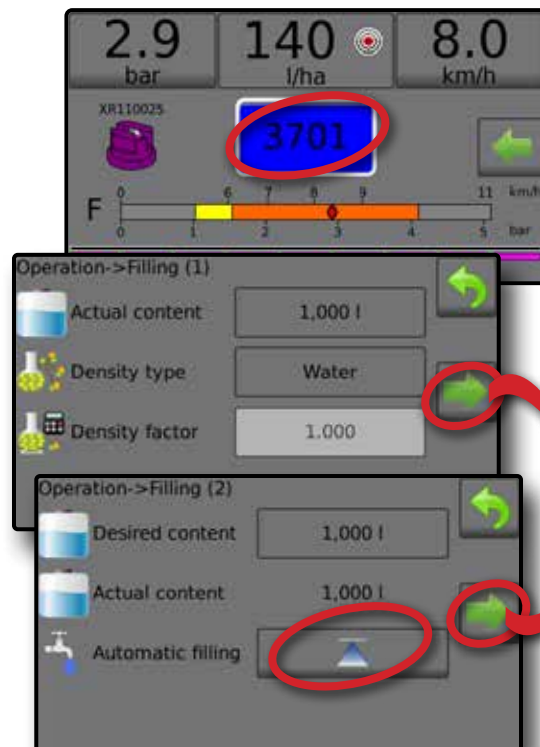 2.9 140 8.0
bar l/ha km/h
XR110025
3701
0 6 7 8 9 11 km/h
F
0 1 2 3 4 5 bar
Operation->Filling (1)
Actual content 1,000 l
Density type Water
Density factor 1.000
Operation->Filling (2)
Desired content 1,000 l
Actual content 1,000 l
Automatic filling